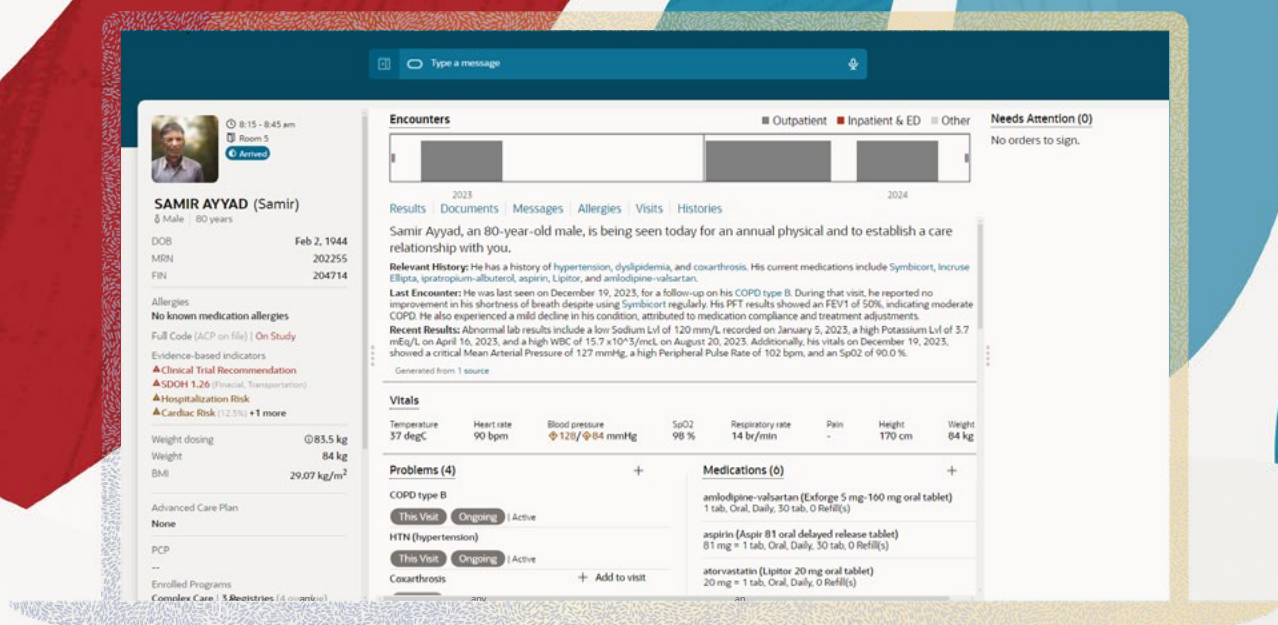 Type a message
8:15 - 8:45 am
Room 5
Arrived
SAMIR AYYAD (Samir)
Male | 80 years
DOB Feb 2, 1944
MRN 202255
FIN 204714
Allergies
No known medication allergies
Full Code (ACP on file) | On Study
Evidence-based indicators
Clinical Trial Recommendation
SDOH 1.26 (Finacial, Transportation)
Hospitalization Risk
Cardiac Risk (12.5%) +1 more
Weight dosing 83.5 kg
Weight 84 kg
BMI 29.07 kg/m²
Advanced Care Plan
None
PCP
--
Enrolled Programs
Complex Care | 3 Registries
Encounters
Outpatient Inpatient & ED Other
2023 2024
Results | Documents | Messages | Allergies | Visits | Histories
Samir Ayyad, an 80-year-old male, is being seen today for an annual physical and to establish a care
relationship with you.
Relevant History: He has a history of hypertension, dyslipidemia, and coxarthrosis. His current medications include Symbicort, Incruse
Ellipta, ipratropium-albuterol, aspirin, Lipitor, and amlodipine-valsartan.
Last Encounter: He was last seen on December 19, 2023, for a follow-up on his COPD type B. During that visit, he reported no
improvement in his shortness of breath despite using Symbicort regularly. His PFT results showed an FEV1 of 50%, indicating moderate
COPD. He also experienced a mild decline in his condition, attributed to medication compliance and treatment adjustments.
Recent Results: Abnormal lab results include a low Sodium Lvl of 120 mm/L recorded on January 5, 2023, a high Potassium Lvl of 3.7
mEq/L on April 16, 2023, and a high WBC of 15.7 x10^3/mcL on August 20, 2023. Additionally, his vitals on December 19, 2023,
showed a critical Mean Arterial Pressure of 127 mmHg, a high Peripheral Pulse Rate of 102 bpm, and an Sp02 of 90.0 %.
Generated from 1 source
Vitals
Temperature Heart rate Blood pressure SpO2 Respiratory rate Pain Height Weight
37 degC 90 bpm 128/84 mmHg 98 % 14 br/min - 170 cm 84 kg
Problems (4) +
COPD type B
This Visit Ongoing | Active
HTN (hypertension)
This Visit Ongoing | Active
Coxarthrosis + Add to visit
Medications (6) +
amlodipine-valsartan (Exforge 5 mg-160 mg oral tablet)
1 tab, Oral, Daily, 30 tab, 0 Refill(s)
aspirin (Aspir 81 oral delayed release tablet)
81 mg = 1 tab, Oral, Daily, 30 tab, 0 Refill(s)
atorvastatin (Lipitor 20 mg oral tablet)
20 mg = 1 tab, Oral, Daily, 0 Refill(s)
Needs Attention (0)
No orders to sign.